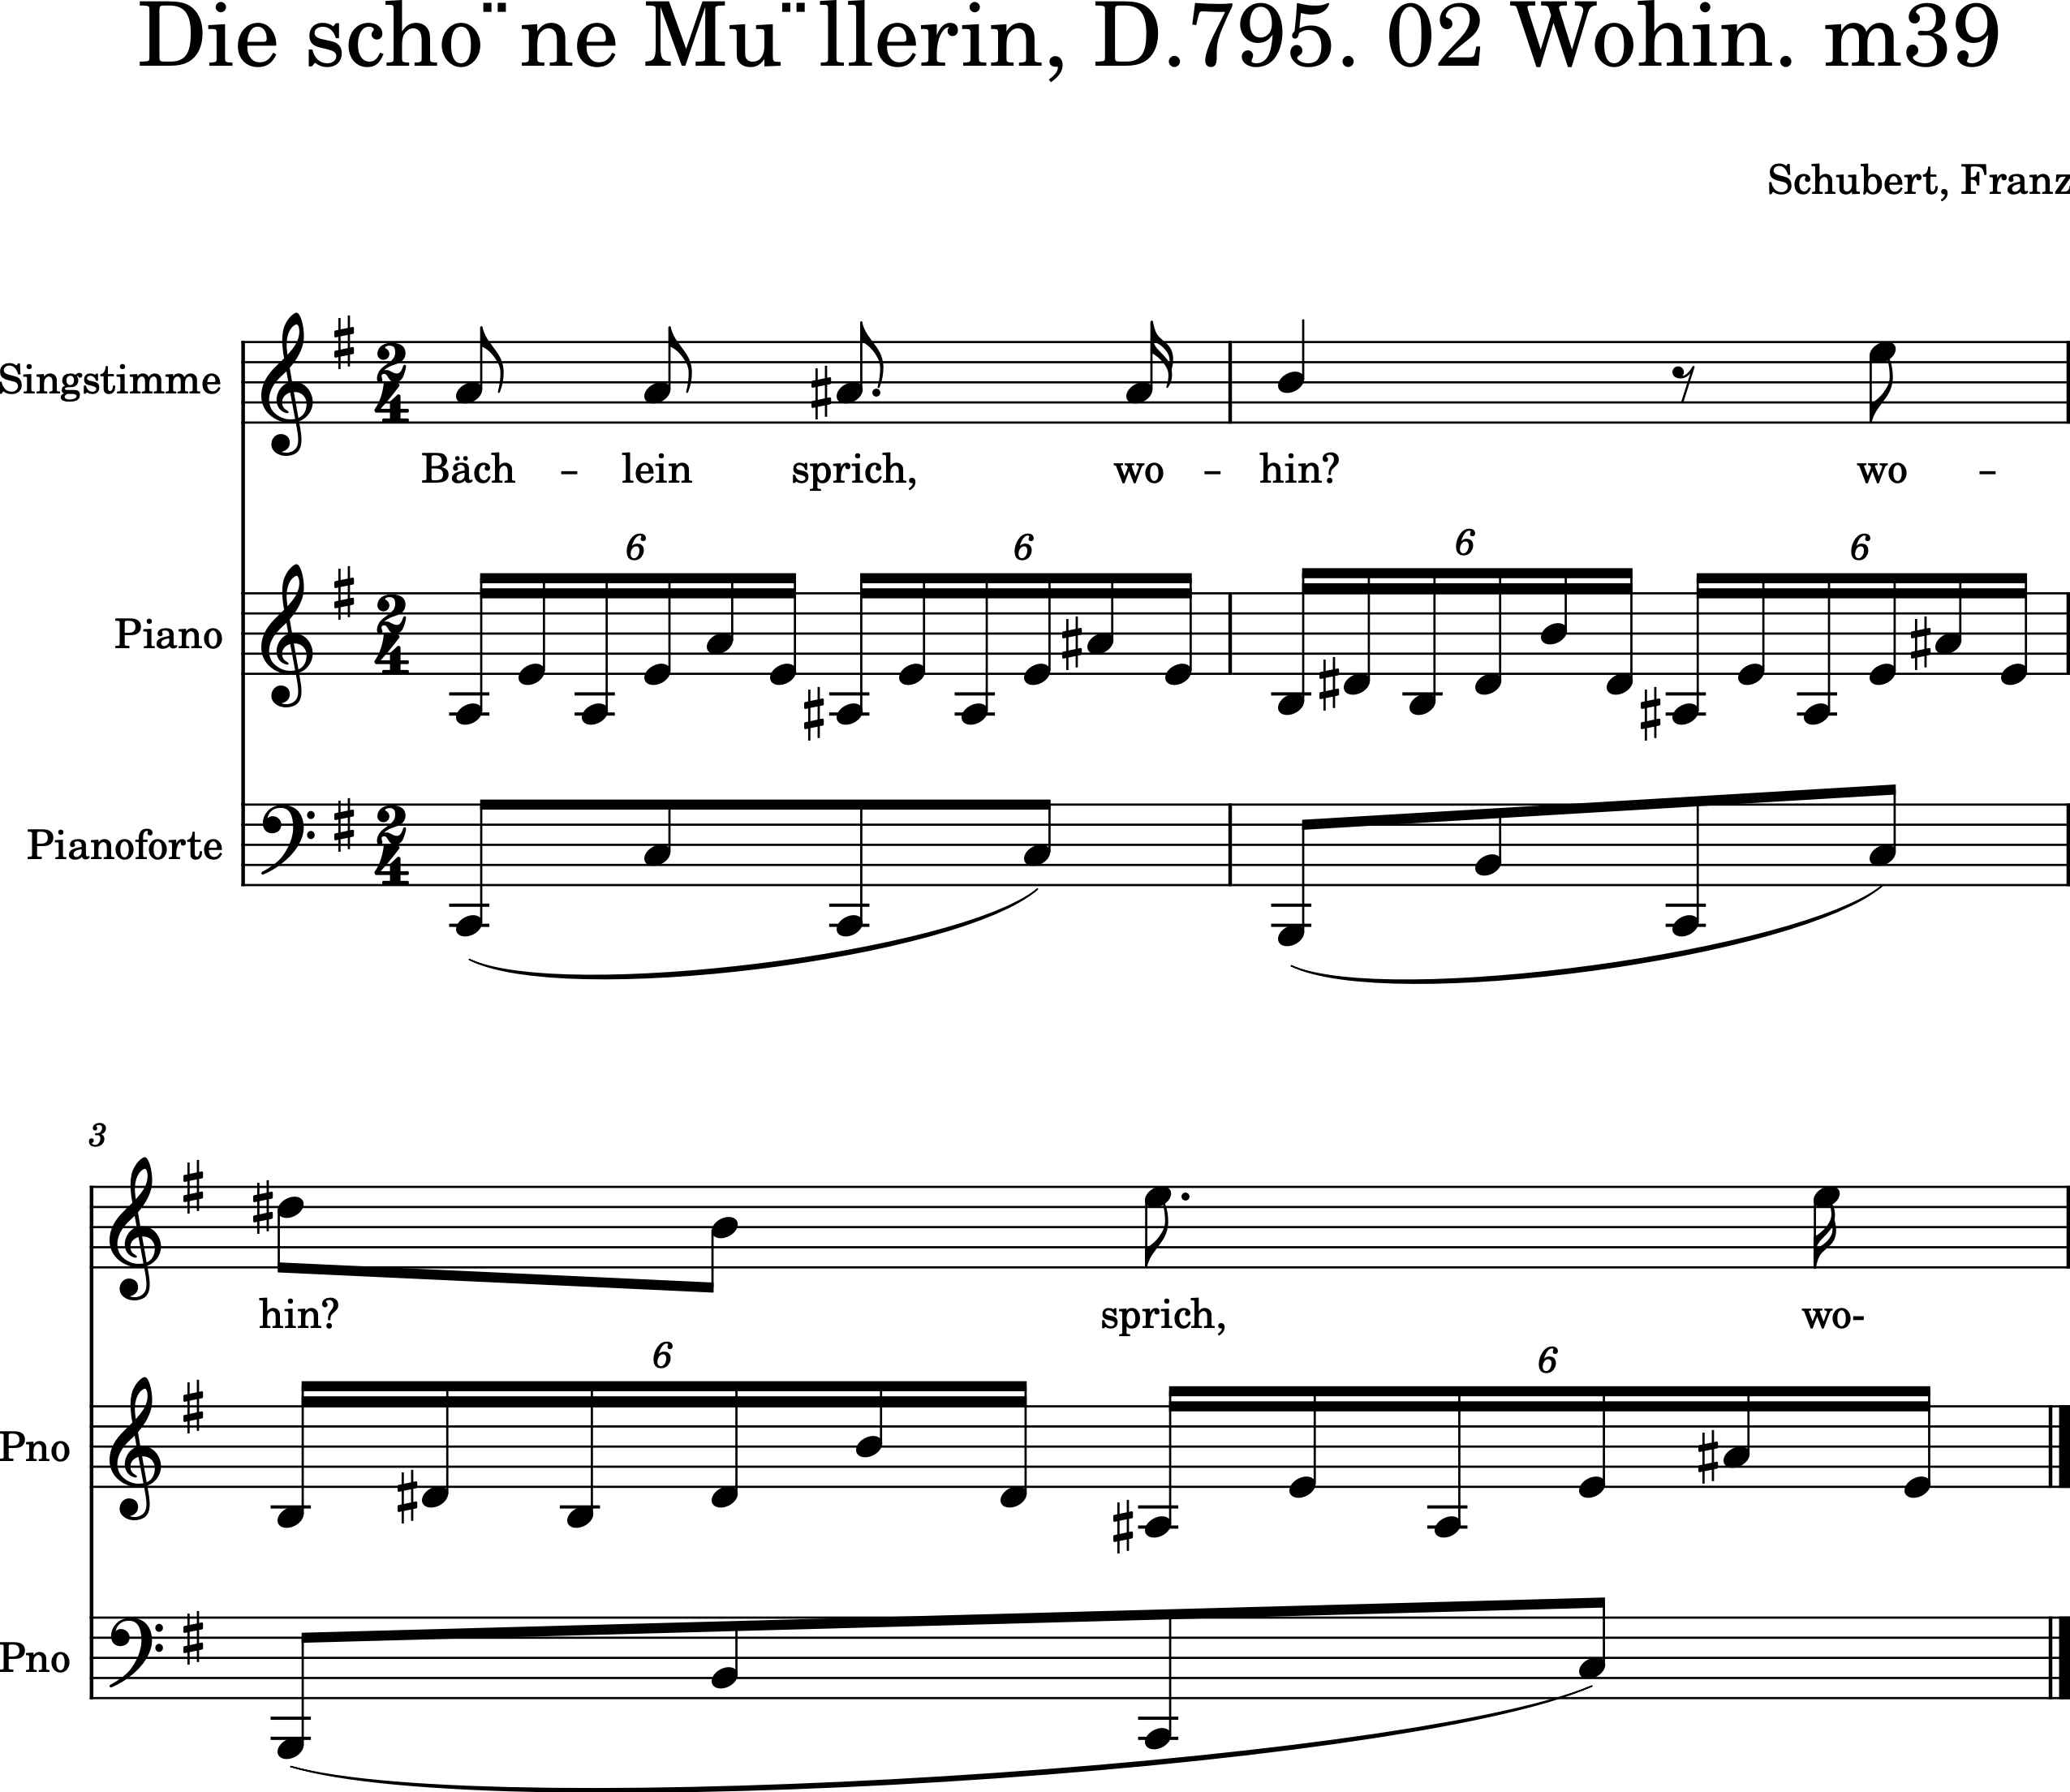 Die scho¨ne Mu¨llerin, D.795. 02 Wohin. m39
Schubert, Franz
Singstimme
Bäch - lein sprich, wo - hin? wo -
6 6 6 6
Piano
Pianoforte
3
hin? sprich, wo-
6 6
Pno
Pno